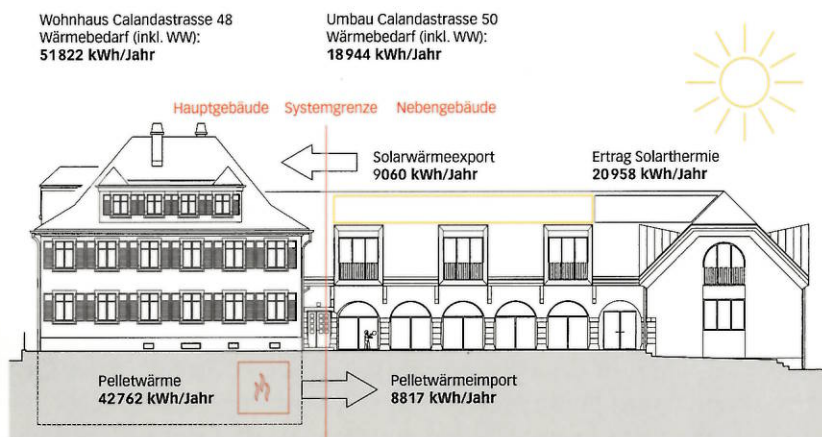 Wohnhaus Calandastrasse 48
Wärmebedarf (inkl. WW):
51822 kWh/Jahr
Umbau Calandastrasse 50
Wärmebedarf (inkl. WW):
18944 kWh/Jahr
Hauptgebäude Systemgrenze Nebengebäude
Solarwärmeexport
9060 kWh/Jahr
Ertrag Solarthermie
20958 kWh/Jahr
Pelletwärme
42762 kWh/Jahr
Pelletwärmeimport
8817 kWh/Jahr